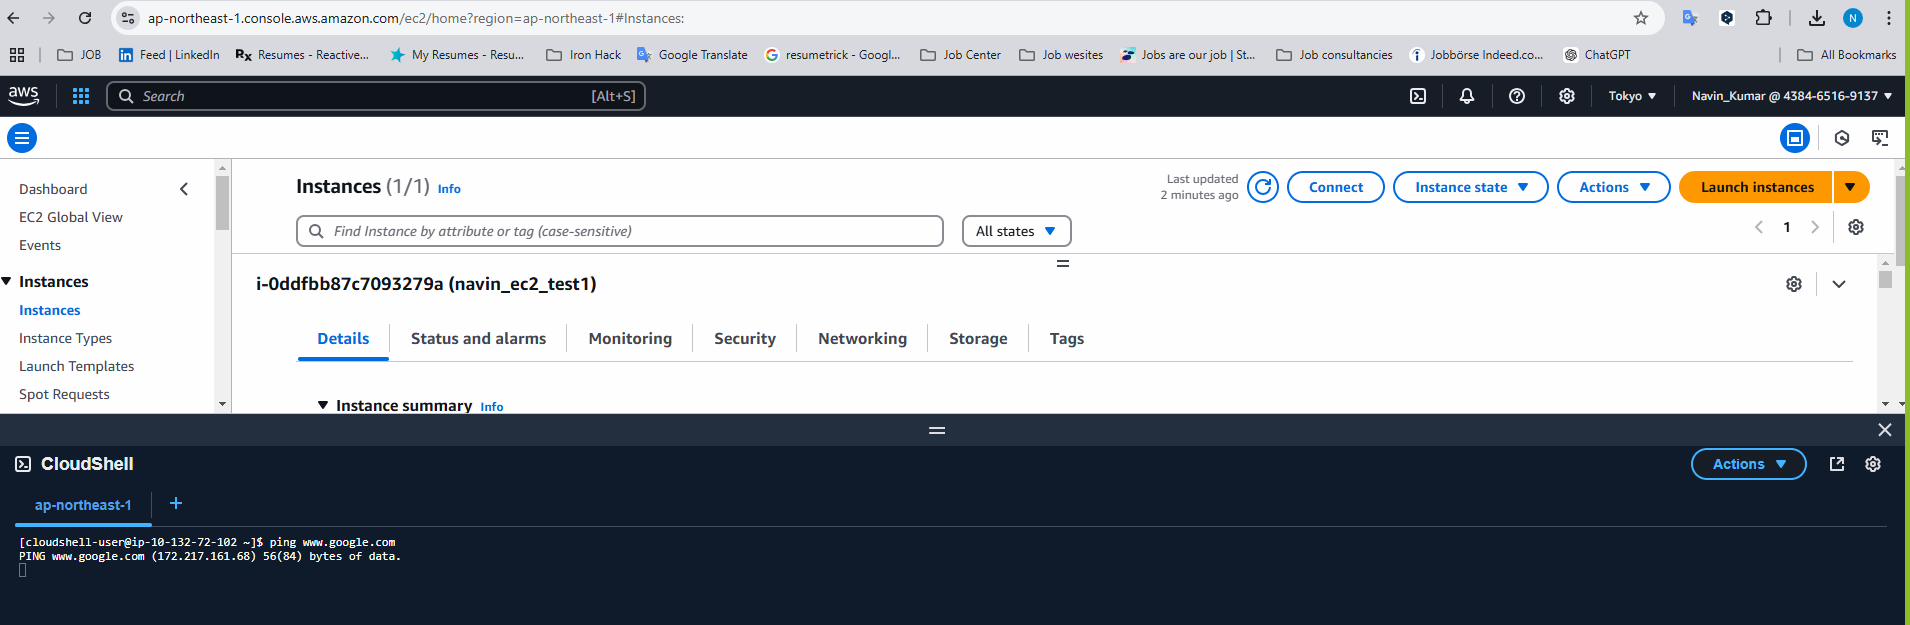 ap-northeast-1.console.aws.amazon.com/ec2/home?region=ap-northeast-1#Instances:
N
JOB
Feed | LinkedIn
Rx Resumes - Reactive...
My Resumes - Resu...
Iron Hack
Google Translate
resumetrick - Googl...
Job Center
Job wesites
Jobs are our job | St...
Job consultancies
Jobbörse Indeed.co...
ChatGPT
All Bookmarks
aws
Search
[Alt+S]
Tokyo
Navin_Kumar @ 4384-6516-9137
Dashboard
EC2 Global View
Events
Instances
Instances
Instance Types
Launch Templates
Spot Requests
Instances (1/1) Info
Last updated
2 minutes ago
Connect
Instance state
Actions
Launch instances
Find Instance by attribute or tag (case-sensitive)
All states
1
i-0ddfbb87c7093279a (navin_ec2_test1)
Details
Status and alarms
Monitoring
Security
Networking
Storage
Tags
Instance summary Info
CloudShell
Actions
ap-northeast-1
+
[cloudshell-user@ip-10-132-72-102 ~]$ ping www.google.com
PING www.google.com (172.217.161.68) 56(84) bytes of data.